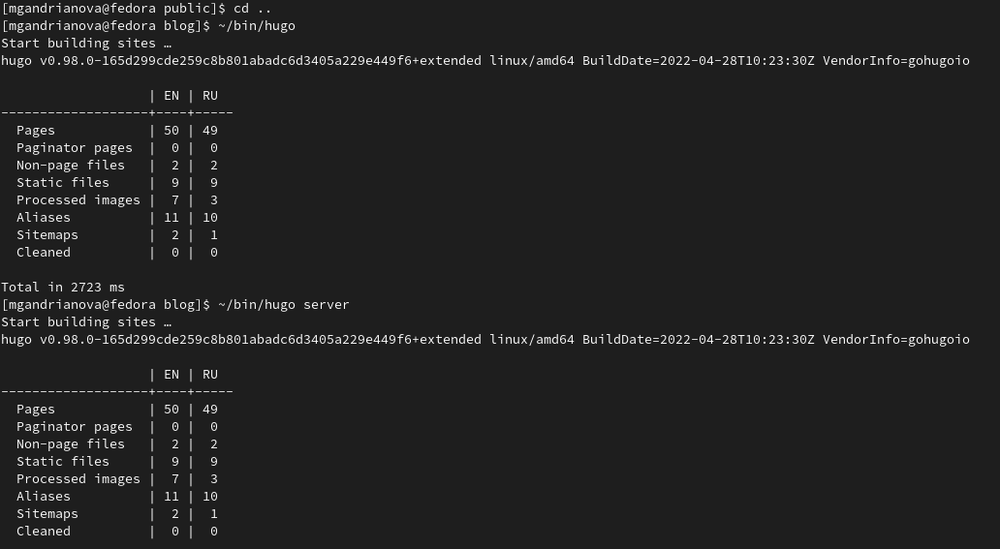 [mgandrianova@fedora public]$ cd ..
[mgandrianova@fedora blog]$ ~/bin/hugo
Start building sites …
hugo v0.98.0-165d299cde259c8b801abadc6d3405a229e449f6+extended linux/amd64 BuildDate=2022-04-28T10:23:30Z VendorInfo=gohugoio
                   | EN | RU
-------------------+----+-----
  Pages            | 50 | 49
  Paginator pages  |  0 |  0
  Non-page files   |  2 |  2
  Static files     |  9 |  9
  Processed images |  7 |  3
  Aliases          | 11 | 10
  Sitemaps         |  2 |  1
  Cleaned          |  0 |  0
Total in 2723 ms
[mgandrianova@fedora blog]$ ~/bin/hugo server
Start building sites …
hugo v0.98.0-165d299cde259c8b801abadc6d3405a229e449f6+extended linux/amd64 BuildDate=2022-04-28T10:23:30Z VendorInfo=gohugoio
                   | EN | RU
-------------------+----+-----
  Pages            | 50 | 49
  Paginator pages  |  0 |  0
  Non-page files   |  2 |  2
  Static files     |  9 |  9
  Processed images |  7 |  3
  Aliases          | 11 | 10
  Sitemaps         |  2 |  1
  Cleaned          |  0 |  0